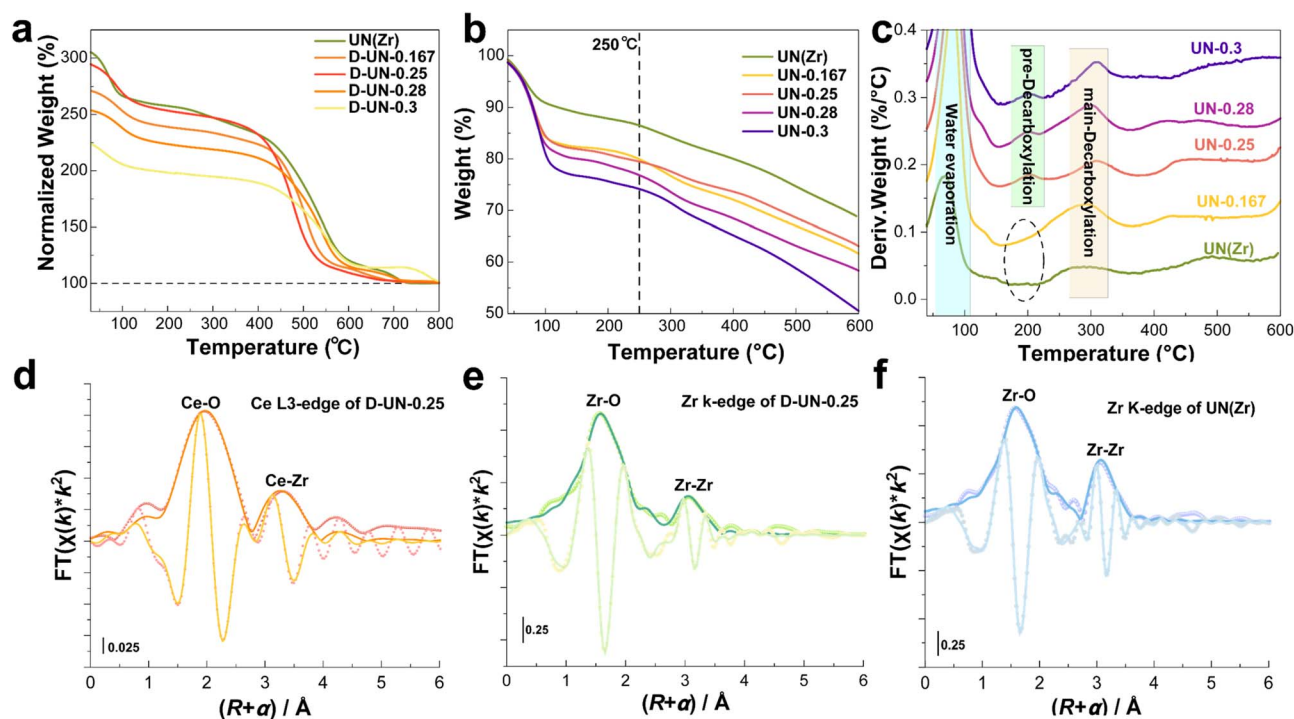 a
Normalized Weight (%)
300
250
200
150
100
UN(Zr)
D-UN-0.167
D-UN-0.25
D-UN-0.28
D-UN-0.3
100 200 300 400 500 600 700 800
Temperature (°C)
b
Weight (%)
100
90
80
70
60
50
250 °C
UN(Zr)
UN-0.167
UN-0.25
UN-0.28
UN-0.3
100 200 300 400 500 600
Temperature (°C)
c
Deriv.Weight (%/°C)
0.4
0.3
0.2
0.1
0.0
Water evaporation
pre-Decarboxylation
main-Decarboxylation
UN-0.3
UN-0.28
UN-0.25
UN-0.167
UN(Zr)
100 200 300 400 500 600
Temperature (°C)
d
FT(χ(k)*k²)
Ce-O
Ce L3-edge of D-UN-0.25
Ce-Zr
0.025
0 1 2 3 4 5 6
(R+α) / Å
e
FT(χ(k)*k²)
Zr-O
Zr k-edge of D-UN-0.25
Zr-Zr
0.25
0 1 2 3 4 5 6
(R+α) / Å
f
FT(χ(k)*k²)
Zr-O
Zr K-edge of UN(Zr)
Zr-Zr
0.25
0 1 2 3 4 5 6
(R+α) / Å